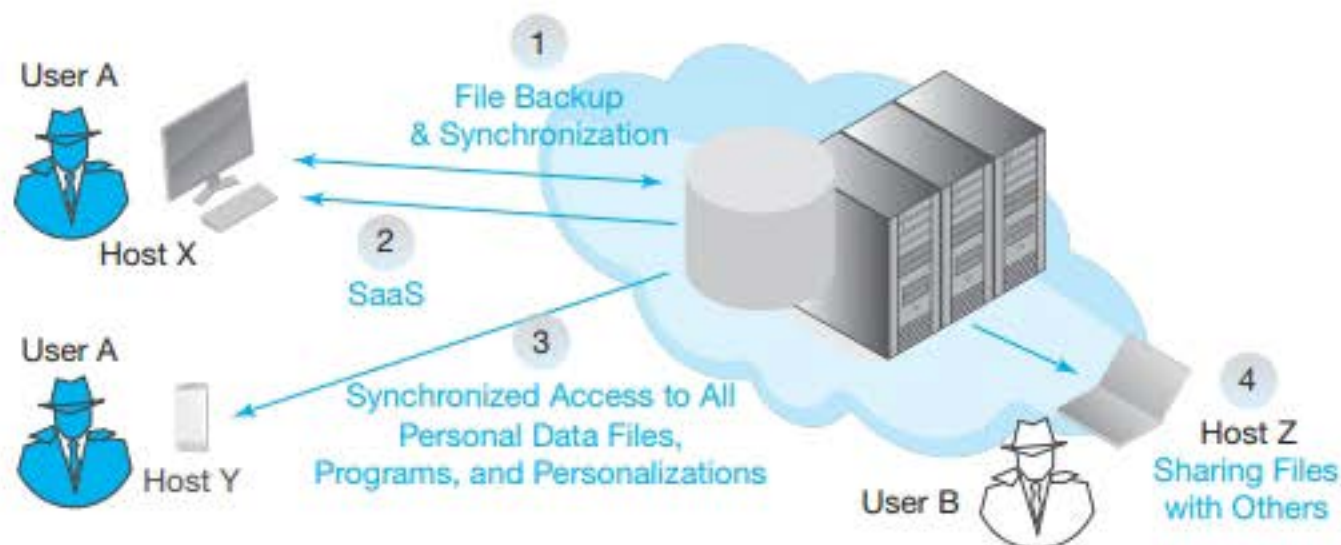 1
User A
File Backup
& Synchronization
2
Host X
SaaS
User A
3
Synchronized Access to All
Personal Data Files,
Programs, and Personalizations
Host Y
4
Host Z
Sharing Files
with Others
User B